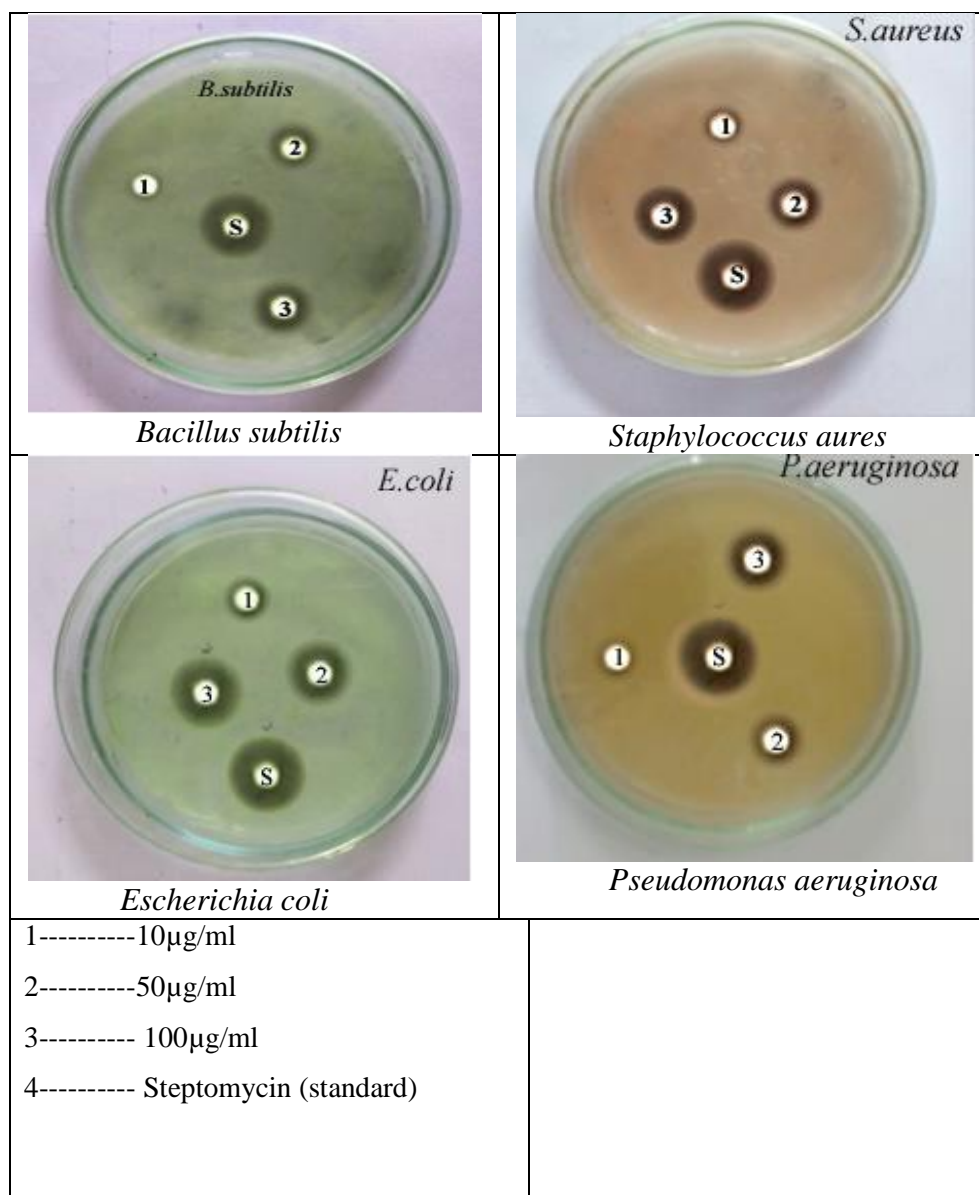 B.subtilis
1
2
S
3
Bacillus subtilis
S.aureus
1
3
2
S
Staphylococcus aures
E.coli
1
2
3
S
Escherichia coli
P.aeruginosa
3
1
S
2
Pseudomonas aeruginosa
1----------10µg/ml
2----------50µg/ml
3---------- 100µg/ml
4---------- Steptomycin (standard)